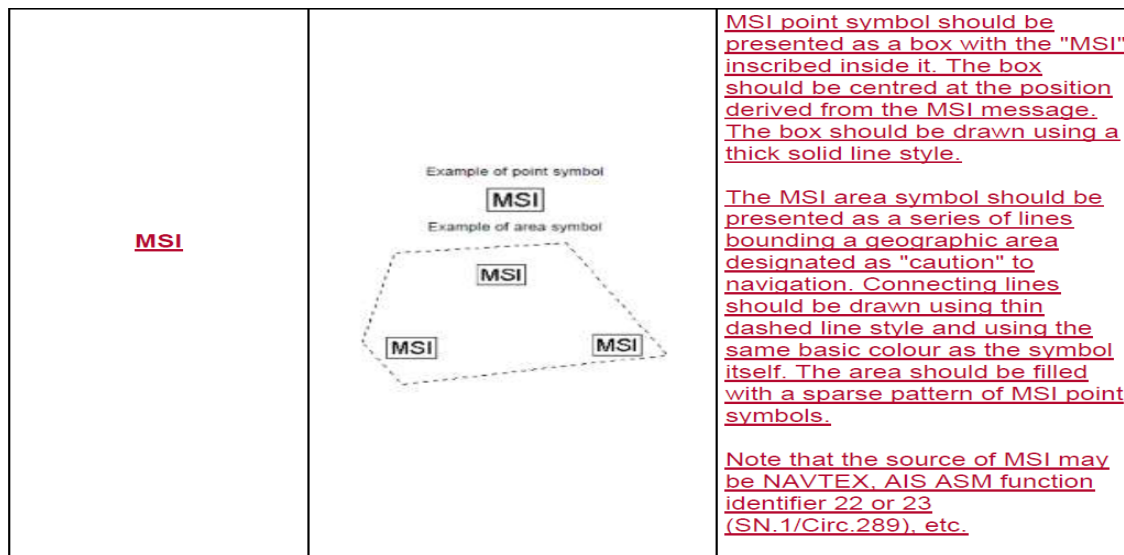 MSI
Example of point symbol
MSI
Example of area symbol
MSI
MSI
MSI
MSI point symbol should be
presented as a box with the "MSI"
inscribed inside it. The box
should be centred at the position
derived from the MSI message.
The box should be drawn using a
thick solid line style.
The MSI area symbol should be
presented as a series of lines
bounding a geographic area
designated as "caution" to
navigation. Connecting lines
should be drawn using thin
dashed line style and using the
same basic colour as the symbol
itself. The area should be filled
with a sparse pattern of MSI point
symbols.
Note that the source of MSI may
be NAVTEX, AIS ASM function
identifier 22 or 23
(SN.1/Circ.289), etc.